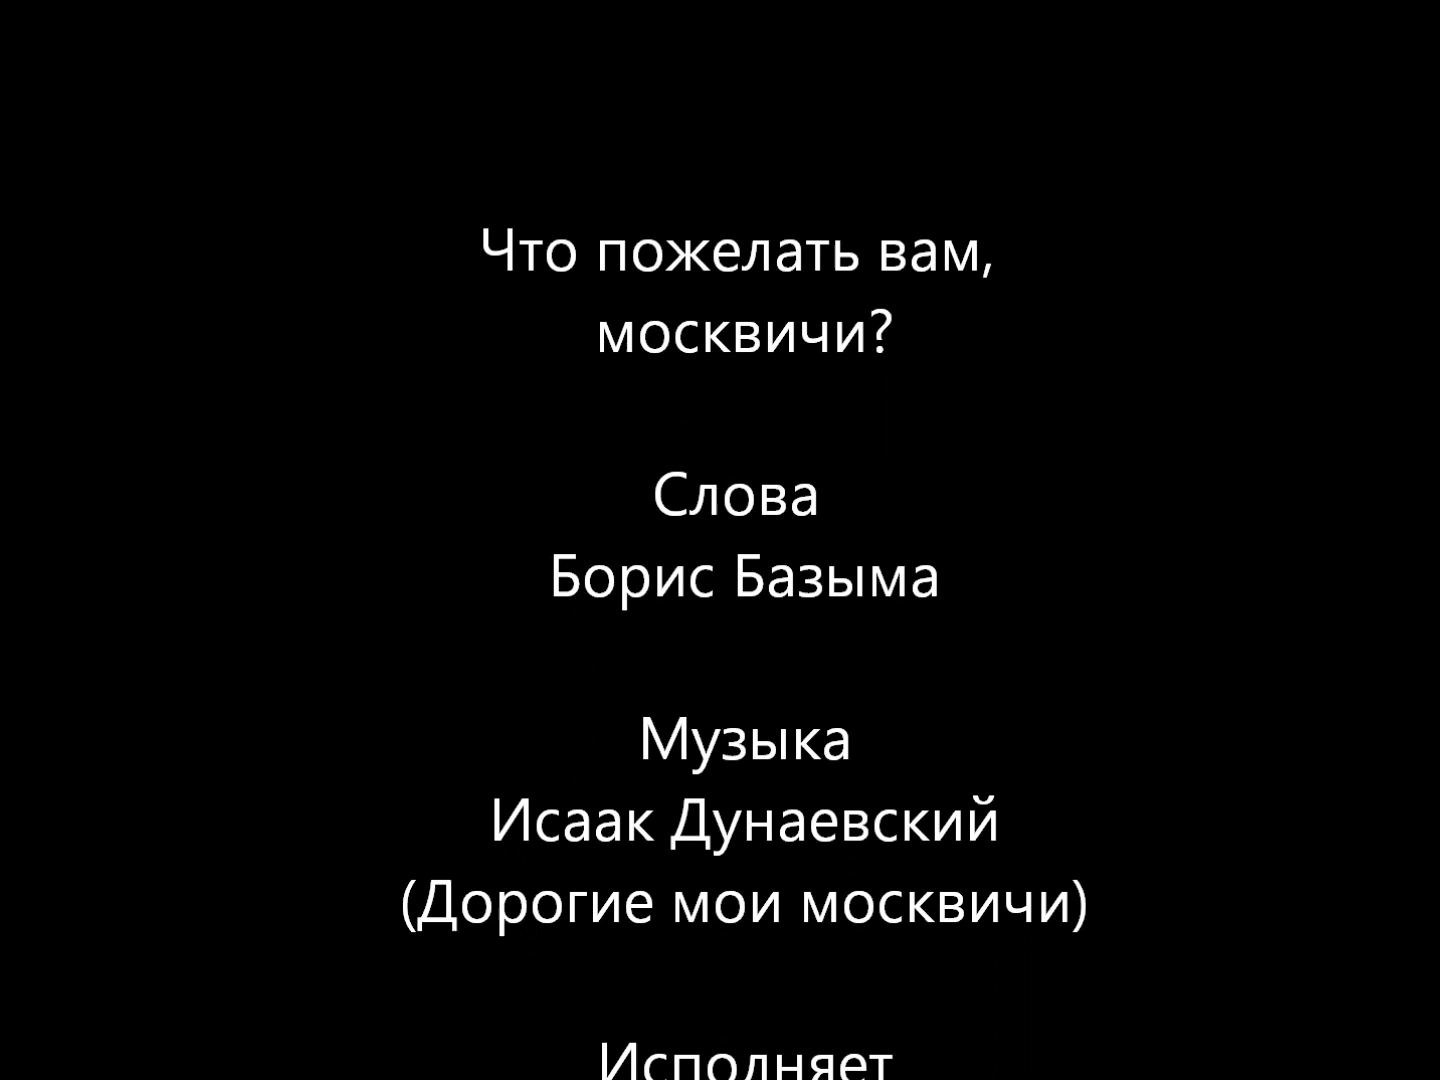 Что пожелать вам,
москвичи?
Слова
Борис Базыма
Музыка
Исаак Дунаевский
(Дорогие мои москвичи)
Исполняет